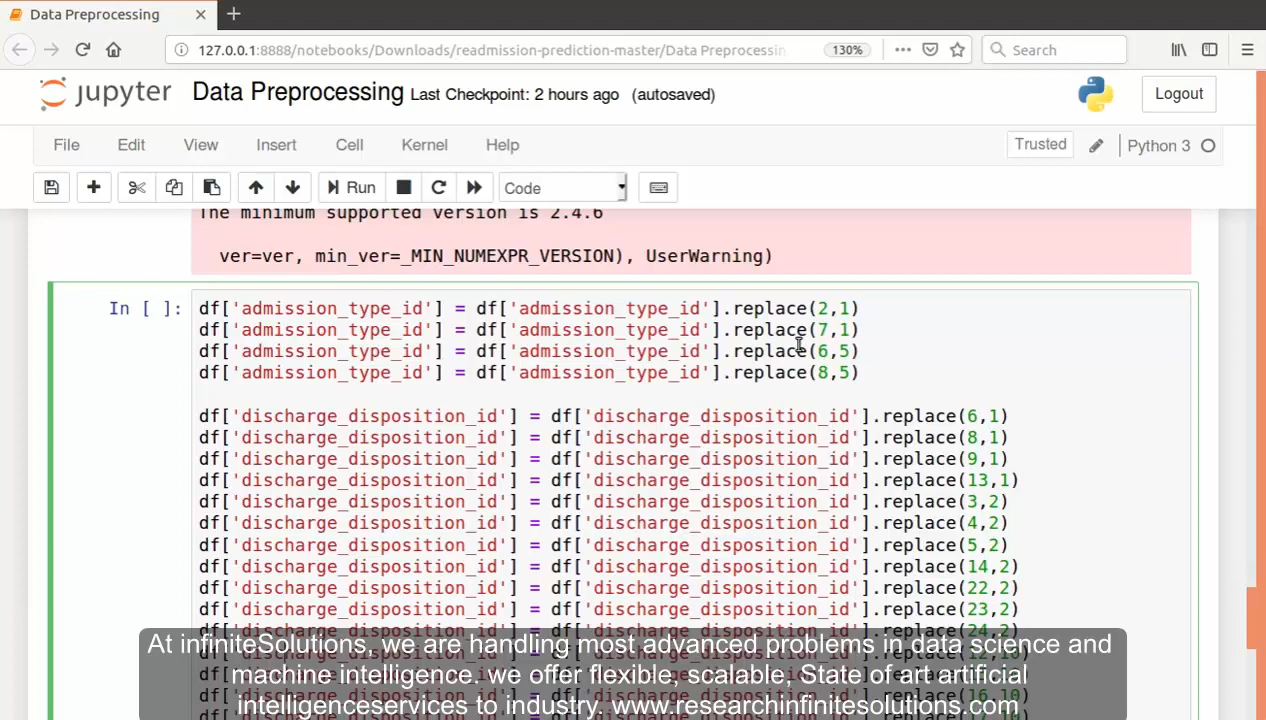 Data Preprocessing
127.0.0.1:8888/notebooks/Downloads/readmission-prediction-master/Data Preprocessin
130%
Search
jupyter Data Preprocessing Last Checkpoint: 2 hours ago (autosaved)
Logout
File Edit View Insert Cell Kernel Help
Trusted
Python 3
Run
Code
The minimum supported version is 2.4.6
ver=ver, min_ver=_MIN_NUMEXPR_VERSION), UserWarning)
In [ ]: df['admission_type_id'] = df['admission_type_id'].replace(2,1)
df['admission_type_id'] = df['admission_type_id'].replace(7,1)
df['admission_type_id'] = df['admission_type_id'].replace(6,5)
df['admission_type_id'] = df['admission_type_id'].replace(8,5)
df['discharge_disposition_id'] = df['discharge_disposition_id'].replace(6,1)
df['discharge_disposition_id'] = df['discharge_disposition_id'].replace(8,1)
df['discharge_disposition_id'] = df['discharge_disposition_id'].replace(9,1)
df['discharge_disposition_id'] = df['discharge_disposition_id'].replace(13,1)
df['discharge_disposition_id'] = df['discharge_disposition_id'].replace(3,2)
df['discharge_disposition_id'] = df['discharge_disposition_id'].replace(4,2)
df['discharge_disposition_id'] = df['discharge_disposition_id'].replace(5,2)
df['discharge_disposition_id'] = df['discharge_disposition_id'].replace(14,2)
df['discharge_disposition_id'] = df['discharge_disposition_id'].replace(22,2)
df['discharge_disposition_id'] = df['discharge_disposition_id'].replace(23,2)
At infiniteSolutions, we are handling most advanced problems in data science and
machine intelligence. we offer flexible, scalable, State of art artificial
intelligenceservices to industry. www.researchinfinitesolutions.com